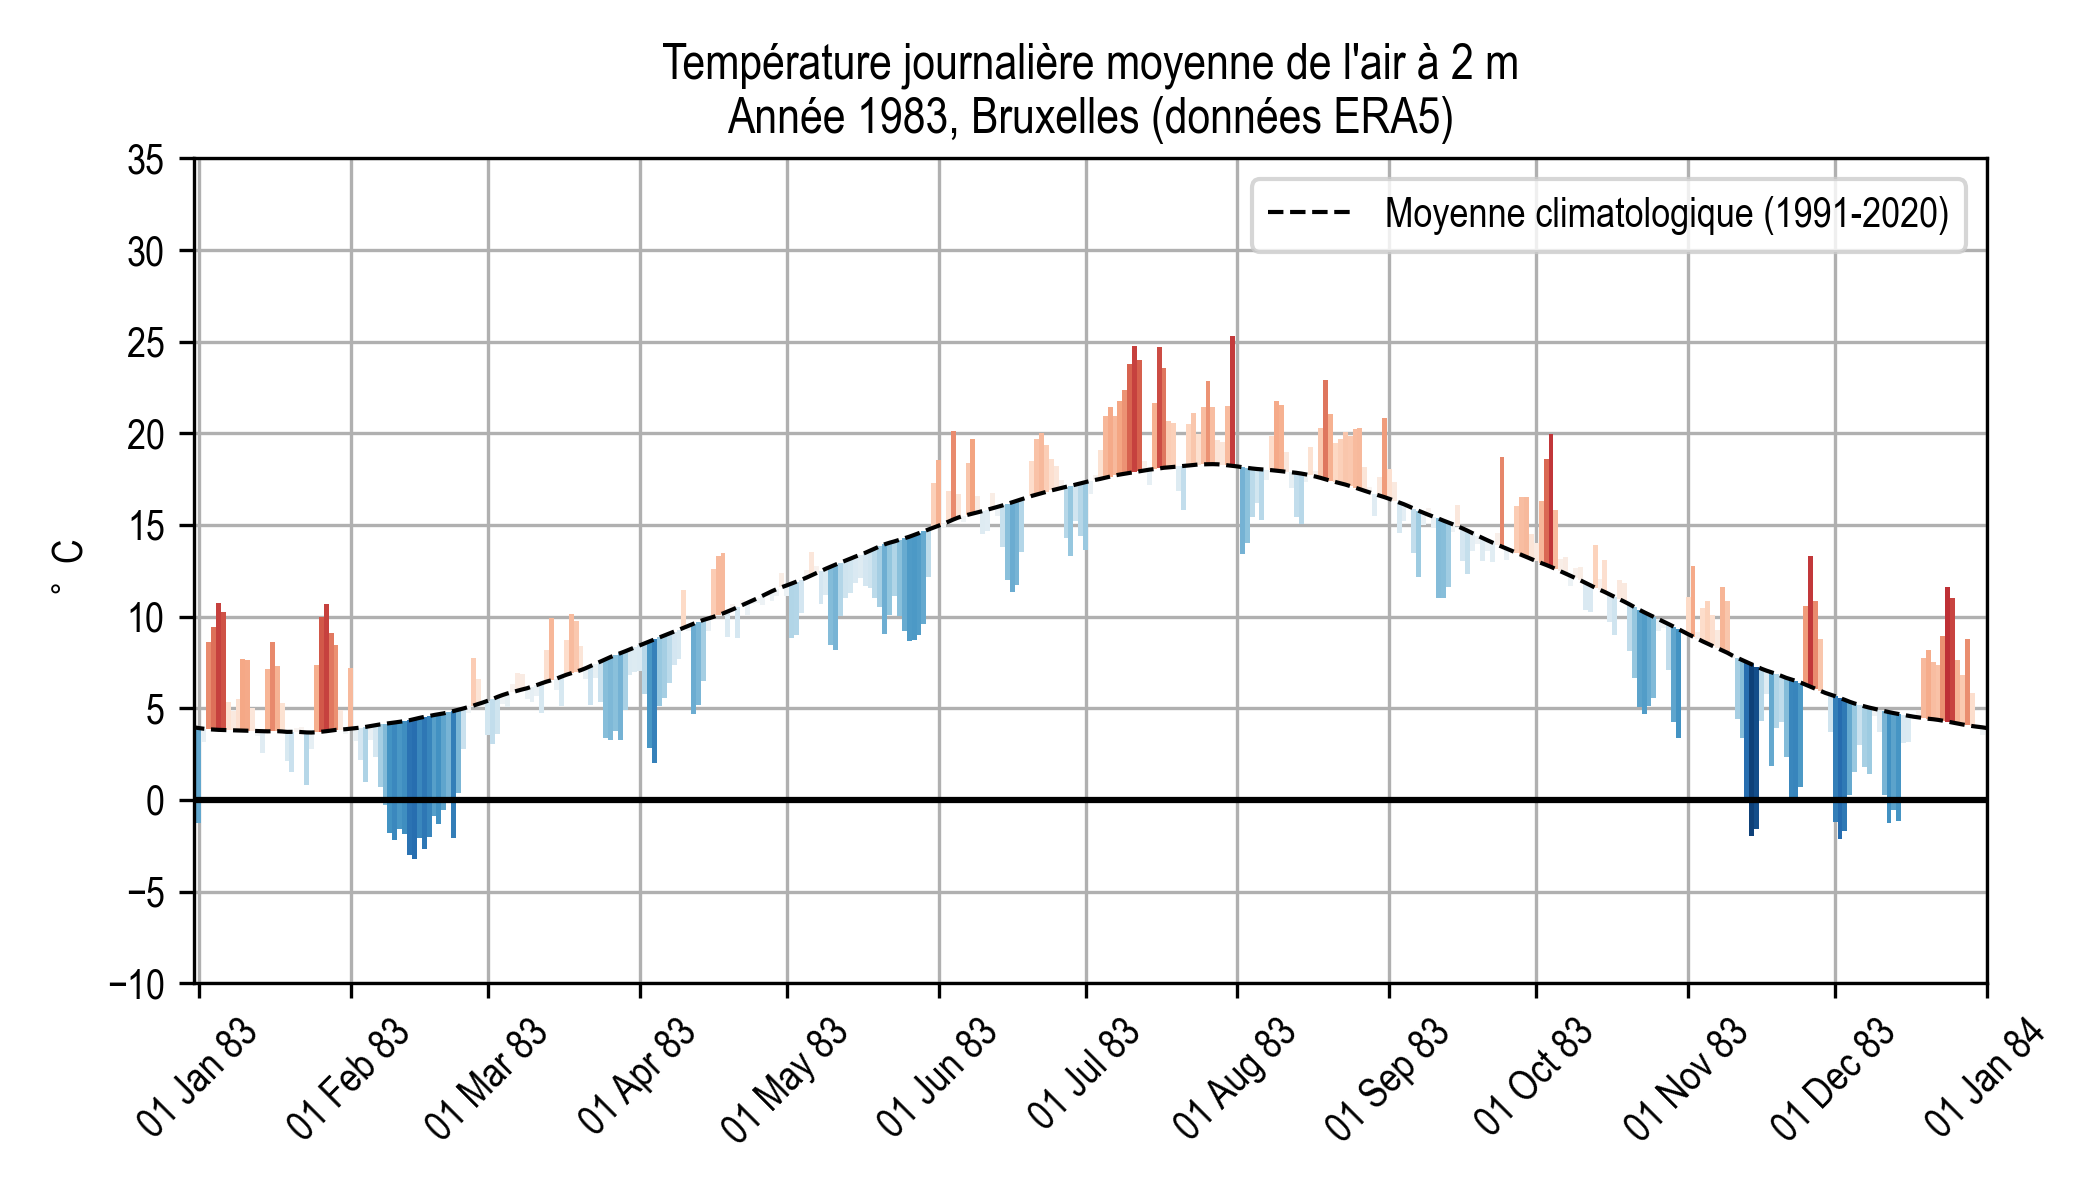 Température journalière moyenne de l'air à 2 m
Année 1983, Bruxelles (données ERA5)
Moyenne climatologique (1991-2020)
35
30
25
20
15
10
5
0
−5
−10
° C
01 Jan 83
01 Feb 83
01 Mar 83
01 Apr 83
01 May 83
01 Jun 83
01 Jul 83
01 Aug 83
01 Sep 83
01 Oct 83
01 Nov 83
01 Dec 83
01 Jan 84